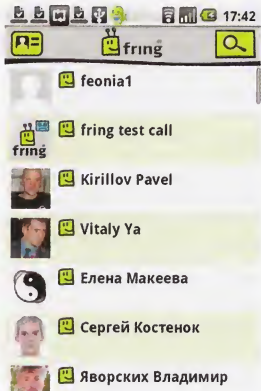 17:42
fring
feonia1
fring test call
fring
Kirillov Pavel
Vitaly Ya
Елена Макеева
Сергей Костенок
Яворских Владимир